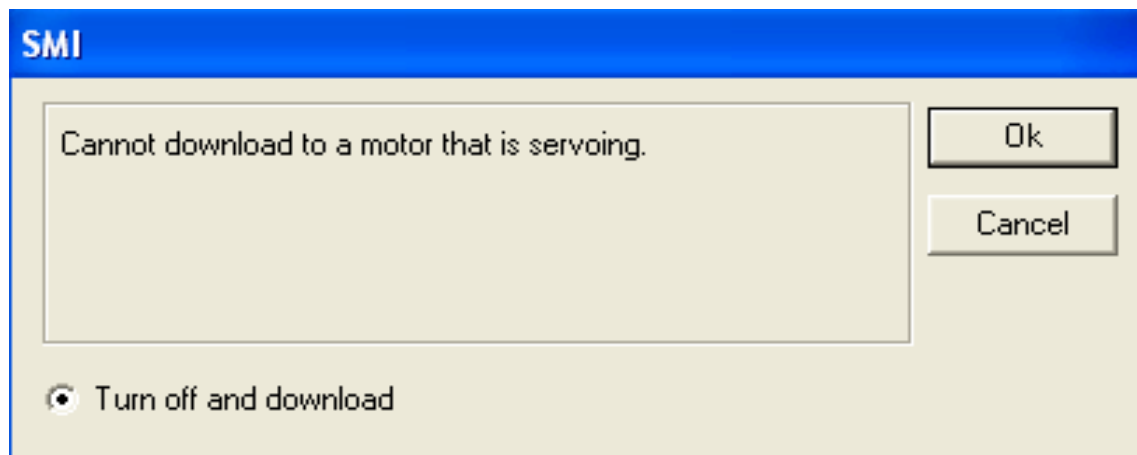 SMI
Cannot download to a motor that is servoing.
Ok
Cancel
Turn off and download